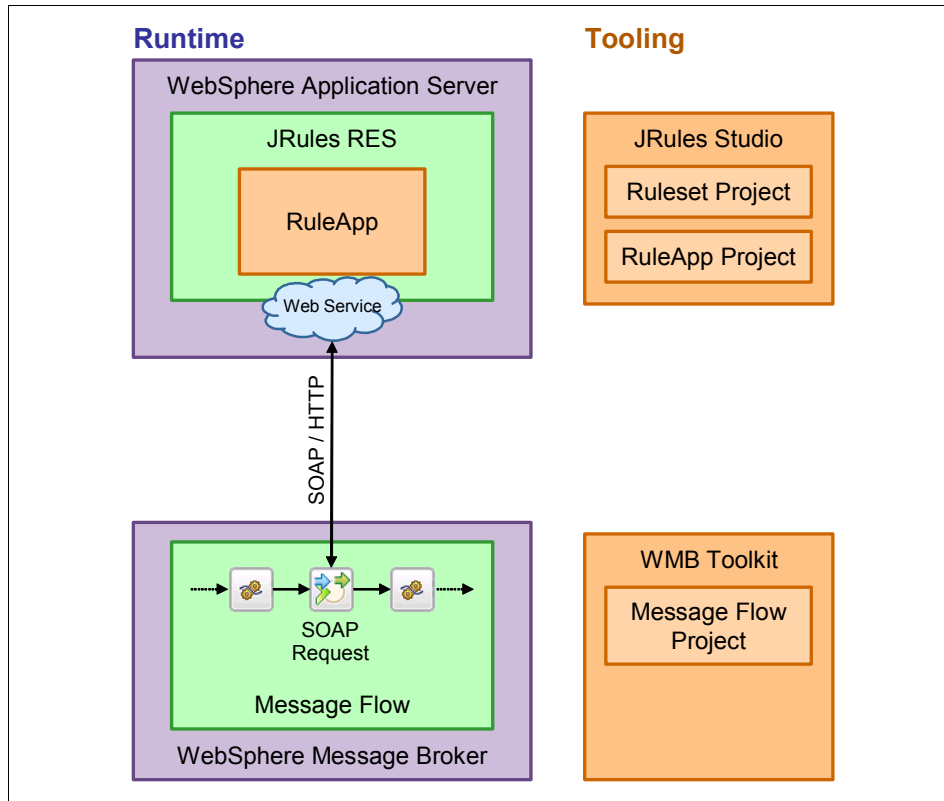 Runtime
Tooling
WebSphere Application Server
JRules RES
RuleApp
Web Service
JRules Studio
Ruleset Project
RuleApp Project
SOAP / HTTP
SOAP
Request
Message Flow
WebSphere Message Broker
WMB Toolkit
Message Flow
Project